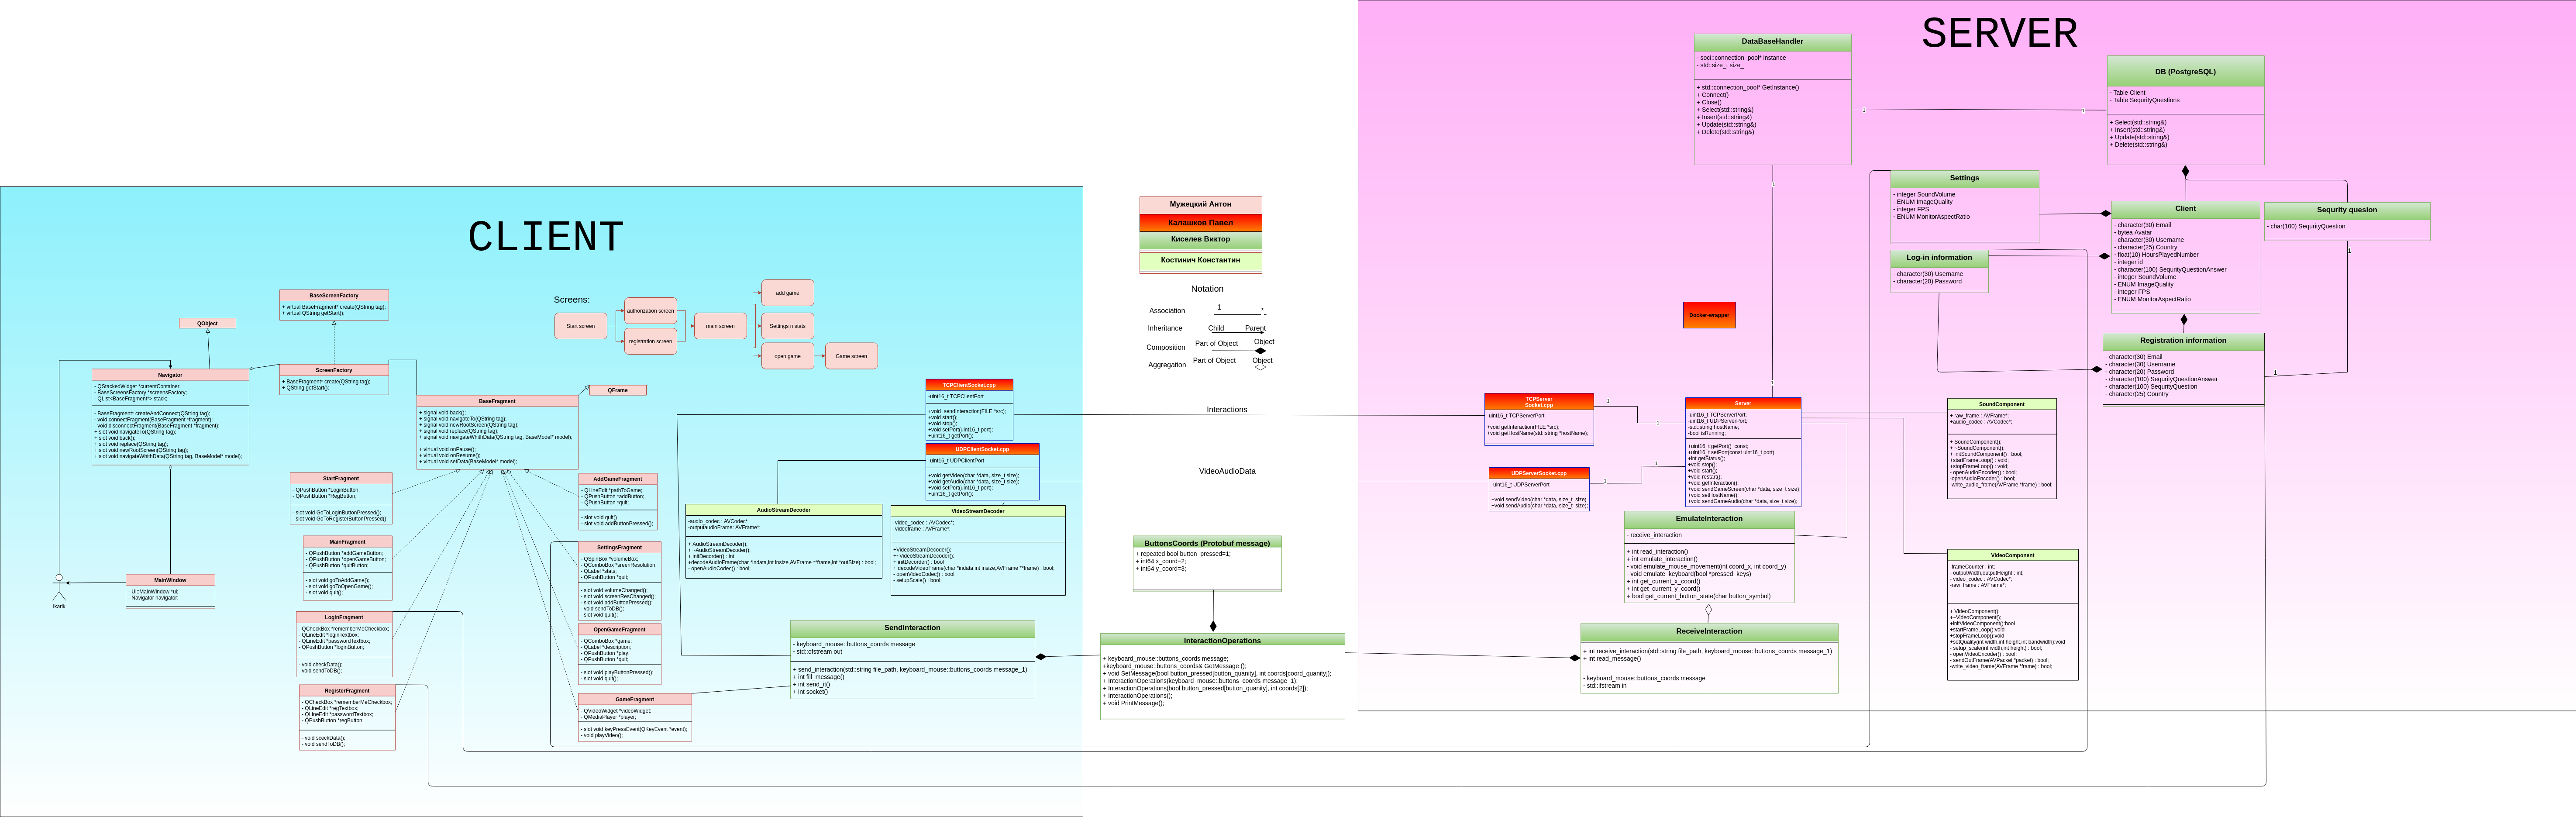 CLIENT
Screens:
Start screen
authorization screen
registration screen
main screen
add game
Settings n stats
open game
Game screen
BaseScreenFactory
+ virtual BaseFragment* create(QString tag);
+ virtual QString getStart();
QObject
Navigator
- QStackedWidget *currentContainer;
- BaseScreensFactory *screensFactory;
- QList<BaseFragment*> stack;
- BaseFragment* createAndConnect(QString tag);
- void connectFragment(BaseFragment *fragment);
- void disconnectFragment(BaseFragment *fragment);
+ slot void navigateTo(QString tag);
+ slot void back();
+ slot void replace(QString tag);
+ slot void newRootScreen(QString tag);
+ slot void navigateWhithData(QString tag, BaseModel* model);
ScreenFactory
+ BaseFragment* create(QString tag);
+ QString getStart();
QFrame
BaseFragment
+ signal void back();
+ signal void navigateTo(QString tag);
+ signal void newRootScreen(QString tag);
+ signal void replace(QString tag);
+ signal void navigateWhithData(QString tag, BaseModel* model);
+ virtual void onPause();
+ virtual void onResume();
+ virtual void setData(BaseModel* model);
StartFragment
- QPushButton *LoginButton;
- QPushButton *RegButton;
- slot void GoToLoginButtonPressed();
- slot void GoToRegisterButtonPressed();
MainFragment
- QPushButton *addGameButton;
- QPushButton *openGameButton;
- QPushButton *quitButton;
- slot void goToAddGame();
- slot void goToOpenGame();
- slot void quit();
LoginFragment
- QCheckBox *rememberMeCheckbox;
- QLineEdit *loginTextbox;
- QLineEdit *passwordTextbox;
- QPushButton *loginButton;
- void checkData();
- void sendToDB();
RegisterFragment
- QCheckBox *rememberMeCheckbox;
- QLineEdit *regTextbox;
- QLineEdit *passwordTextbox;
- QPushButton *regButton;
- void sceckData();
- void sendToDB();
Ikarik
MainWindow
- Ui::MainWindow *ui;
- Navigator navigator;
AddGameFragment
- QLineEdit *pathToGame;
- QPushButton *addButton;
- QPushButton *quit;
- slot void quit()
- slot void addButtonPressed();
SettingsFragment
- QSpinBox *volumeBox;
- QComboBox *sreenResolution;
- QLabel *stats;
- QPushButton *quit;
- slot void volumeChanged();
- slot void screenResChanged();
- slot void addButtonPressed();
- void sendToDB();
- slot void quit();
OpenGameFragment
- QComboBox *game;
- QLabel *description;
- QPushButton *play;
- QPushButton *quit;
- slot void playButtonPressed();
- slot void quit();
GameFragment
- QVideoWidget *videoWidget;
- QMediaPlayer *player;
- slot void keyPressEvent(QKeyEvent *event);
- void playVideo();
TCPClientSocket.cpp
-uint16_t TCPClientPort
+void sendInteraction(FILE *src);
+void start();
+void stop();
+void setPort(uint16_t port);
+uint16_t getPort();
UDPClientSocket.cpp
-uint16_t UDPClientPort
+void getVideo(char *data, size_t size);
+void getAudio(char *data, size_t size);
+void setPort(uint16_t port);
+uint16_t getPort();
AudioStreamDecoder
-audio_codec : AVCodec*
-outputaudioFrame: AVFrame*;
+ AudioStreamDecoder();
+ ~AudioStreamDecoder();
+ initDecorder() : int;
+decodeAudioFrame(char *indata,int insize,AVFrame **frame,int *outSize) : bool;
- openAudioCodec() : bool;
VideoStreamDecoder
-video_codec : AVCodec*;
-videoframe : AVFrame*;
+VideoStreamDecoder();
+~VideoStreamDecoder();
+ initDecorder() : bool
+ decodeVideoFrame(char *indata,int insize,AVFrame **frame) : bool;
- openVideoCodec() : bool;
- setupScale() : bool;
SendInteraction
- keyboard_mouse::buttons_coords message
- std::ofstream out
+ send_interaction(std::string file_path, keyboard_mouse::buttons_coords message_1)
+ int fill_message()
+ int send_it()
+ int socket()
Мужецкий Антон
Калашков Павел
Киселев Виктор
Костинич Константин
Notation
Association
1
*
Inheritance
Child
Parent
Composition
Part of Object
Object
Aggregation
Part of Object
Object
Interactions
VideoAudioData
ButtonsCoords (Protobuf message)
+ repeated bool button_pressed=1;
+ int64 x_coord=2;
+ int64 y_coord=3;
InteractionOperations
+ keyboard_mouse::buttons_coords message;
+keyboard_mouse::buttons_coords& GetMessage ();
+ void SetMessage(bool button_pressed[button_quanity], int coords[coord_quanity]);
+ InteractionOperations(keyboard_mouse::buttons_coords message_1);
+ InteractionOperations(bool button_pressed[button_quanity], int coords[2]);
+ InteractionOperations();
+ void PrintMessage();
SERVER
DataBaseHandler
- soci::connection_pool* instance_
- std::size_t size_
+ std::connection_pool* GetInstance()
+ Connect()
+ Close()
+ Select(std::string&)
+ Insert(std::string&)
+ Update(std::string&)
+ Delete(std::string&)
1
1
1
1
DB (PostgreSQL)
- Table Client
- Table SequrityQuestions
+ Select(std::string&)
+ Insert(std::string&)
+ Update(std::string&)
+ Delete(std::string&)
Settings
- integer SoundVolume
- ENUM ImageQuality
- integer FPS
- ENUM MonitorAspectRatio
Log-in information
- character(30) Username
- character(20) Password
Client
- character(30) Email
- bytea Avatar
- character(30) Username
- character(25) Country
- float(10) HoursPlayedNumber
- integer id
- character(100) SequrityQuestionAnswer
- integer SoundVolume
- ENUM ImageQuality
- integer FPS
- ENUM MonitorAspectRatio
Sequrity quesion
- char(100) SequrityQuestion
1
Registration information
- character(30) Email
- character(30) Username
- character(20) Password
- character(100) SequrityQuestionAnswer
- character(100) SequrityQuestion
- character(25) Country
1
Docker-wrapper
TCPServer
Socket.cpp
-uint16_t TCPServerPort
+void getInteraction(FILE *src);
+void getHostName(std::string *hostName);
1
1
UDPServerSocket.cpp
-uint16_t UDPServerPort
+void sendVideo(char *data, size_t size)
+void sendAudio(char *data, size_t size);
1
1
Server
-uint16_t TCPServerPort;
-uint16_t UDPServerPort;
-std::string hostName;
-bool isRunning;
+uint16_t getPort() const;
+uint16_t setPort(const uint16_t port);
+int getStatus();
+void stop();
+void start();
+void restart();
+void getInteraction();
+void sendGameScreen(char *data, size_t size)
+void setHostName();
+void sendGameAudio(char *data, size_t size);
EmulateInteraction
- receive_interaction
+ int read_interaction()
+ int emulate_interaction()
- void emulate_mouse_movement(int coord_x, int coord_y)
- void emulate_keyboard(bool *pressed_keys)
+ int get_current_x_coord()
+ int get_current_y_coord()
+ bool get_current_button_state(char button_symbol)
ReceiveInteraction
+ int receive_interaction(std::string file_path, keyboard_mouse::buttons_coords message_1)
+ int read_message()
- keyboard_mouse::buttons_coords message
- std::ifstream in
SoundComponent
+ raw_frame : AVFrame*;
+audio_codec : AVCodec*;
+ SoundComponent();
+ ~SoundComponent();
+ initSoundComponent() : bool;
+startFrameLoop() : void;
+stopFrameLoop() : void;
- openAudioEncoder() : bool;
-openAudioEncoder() : bool;
-write_audio_frame(AVFrame *frame) : bool;
VideoComponent
-frameCounter : int;
- outputWidth,outputHeight : int;
- video_codec : AVCodec*;
-raw_frame : AVFrame*;
+ VideoComponent();
+~VideoComponent();
+initVideoComponent():bool
+startFrameLoop():void
+stopFrameLoop():void
+setQuality(int width,int height,int bandwidth):void
- setup_scale(int width,int height) : bool;
- openVideoEncoder() : bool;
- sendOutFrame(AVPacket *packet) : bool;
-write_video_frame(AVFrame *frame) : bool;